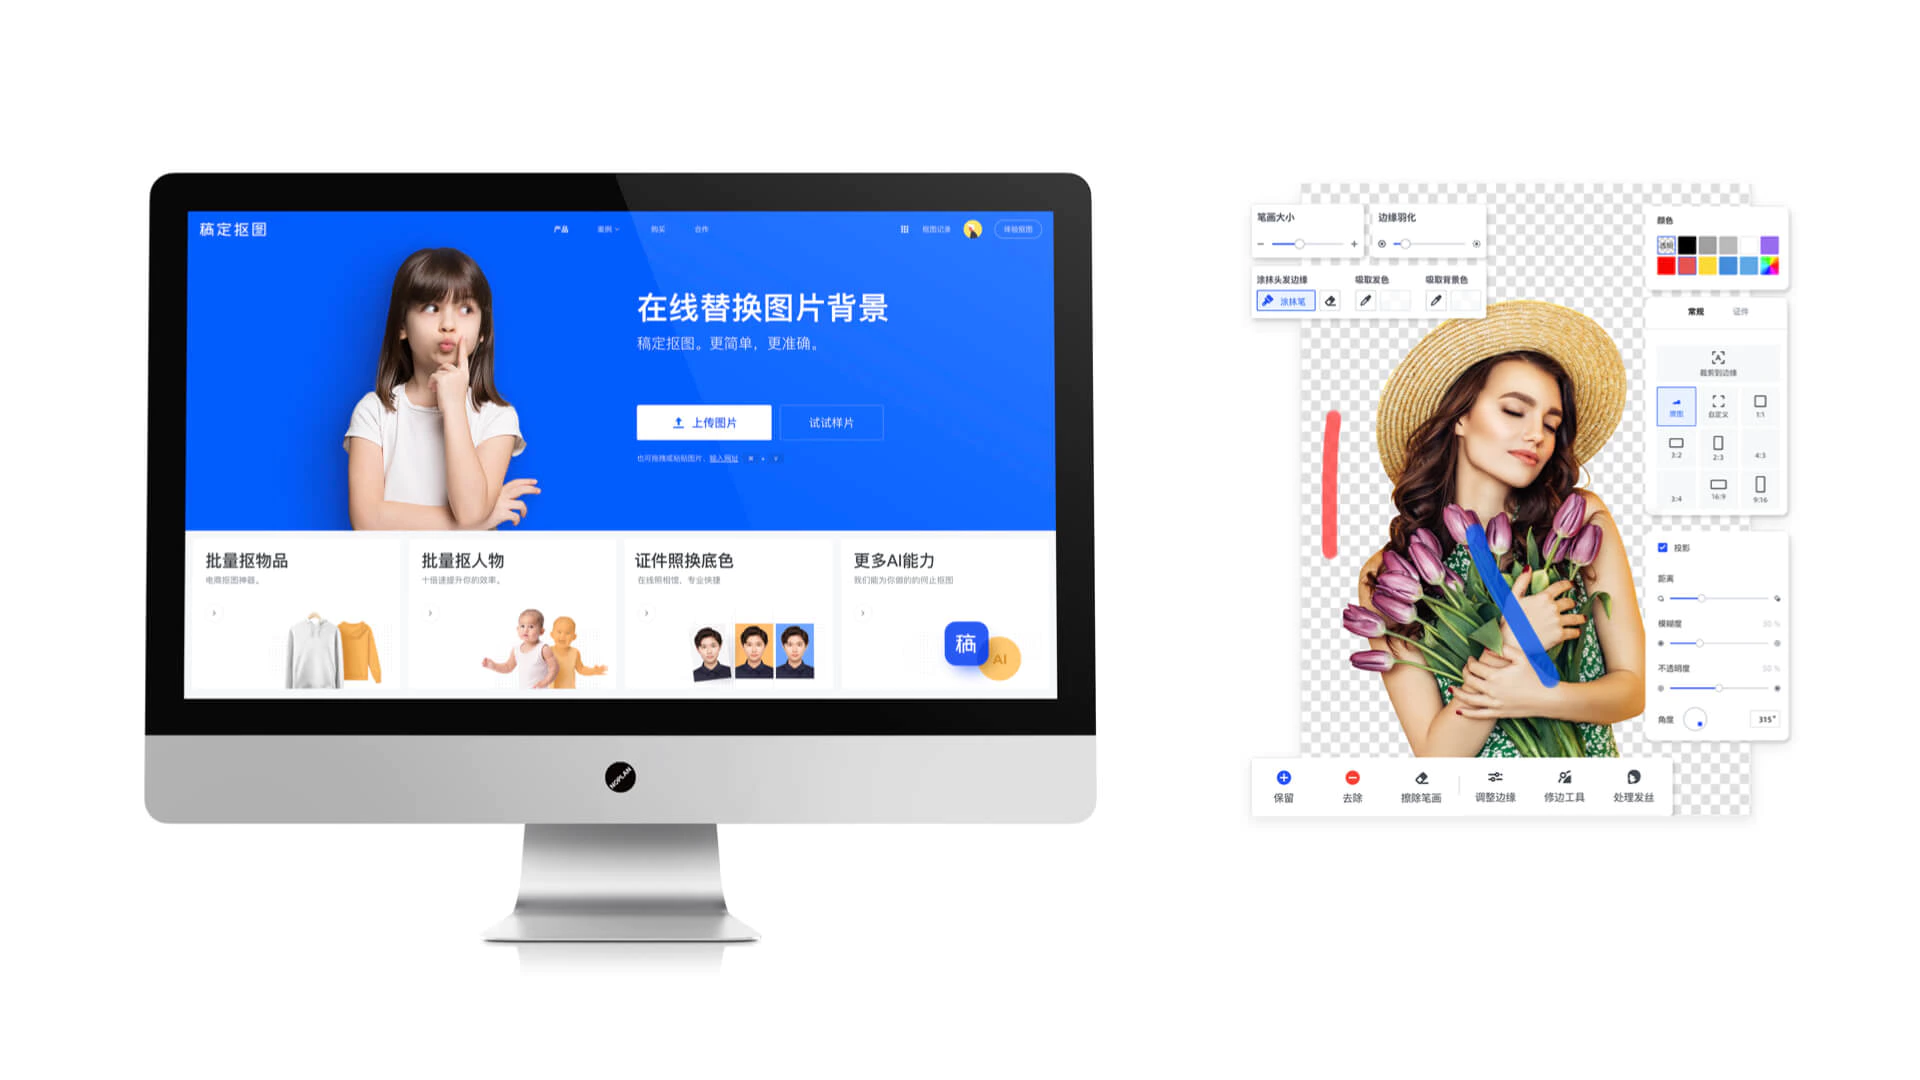 稿定抠图
产品
案例
购买
合作
抠图记录
体验抠图
在线替换图片背景
稿定抠图。更简单，更准确。
上传图片
试试样片
也可拖拽或粘贴图片，输入网址
批量抠物品
电商抠图神器。
批量抠人物
十倍速提升你的效率。
证件照换底色
在线照相馆，专业快捷
更多AI能力
我们能为你做的的何止抠图
稿
AI
NOPLAN
笔画大小
边缘羽化
涂抹头发边缘
吸取发色
吸取背景色
涂抹笔
颜色
透明
常规
证件
裁剪到边缘
原图
自定义
1:1
3:2
2:3
4:3
3:4
16:9
9:16
投影
距离
模糊度
30 %
不透明度
50 %
角度
315°
保留
去除
擦除笔画
调整边缘
修边工具
处理发丝